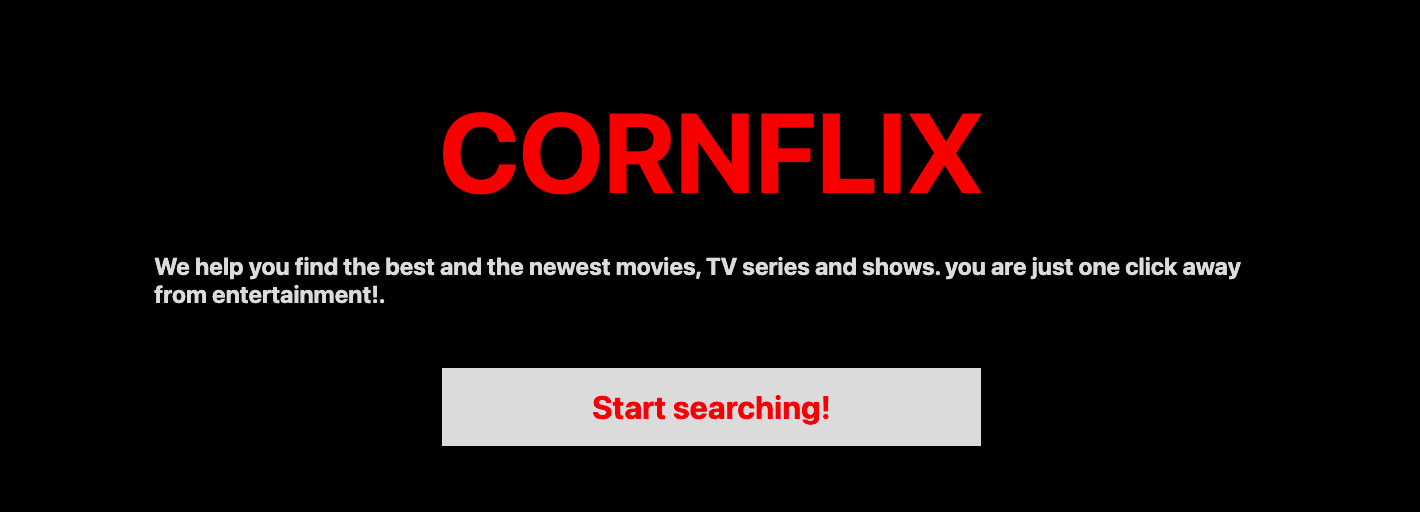 CORNFLIX
We help you find the best and the newest movies, TV series and shows. you are just one click away
from entertainment!.
Start searching!